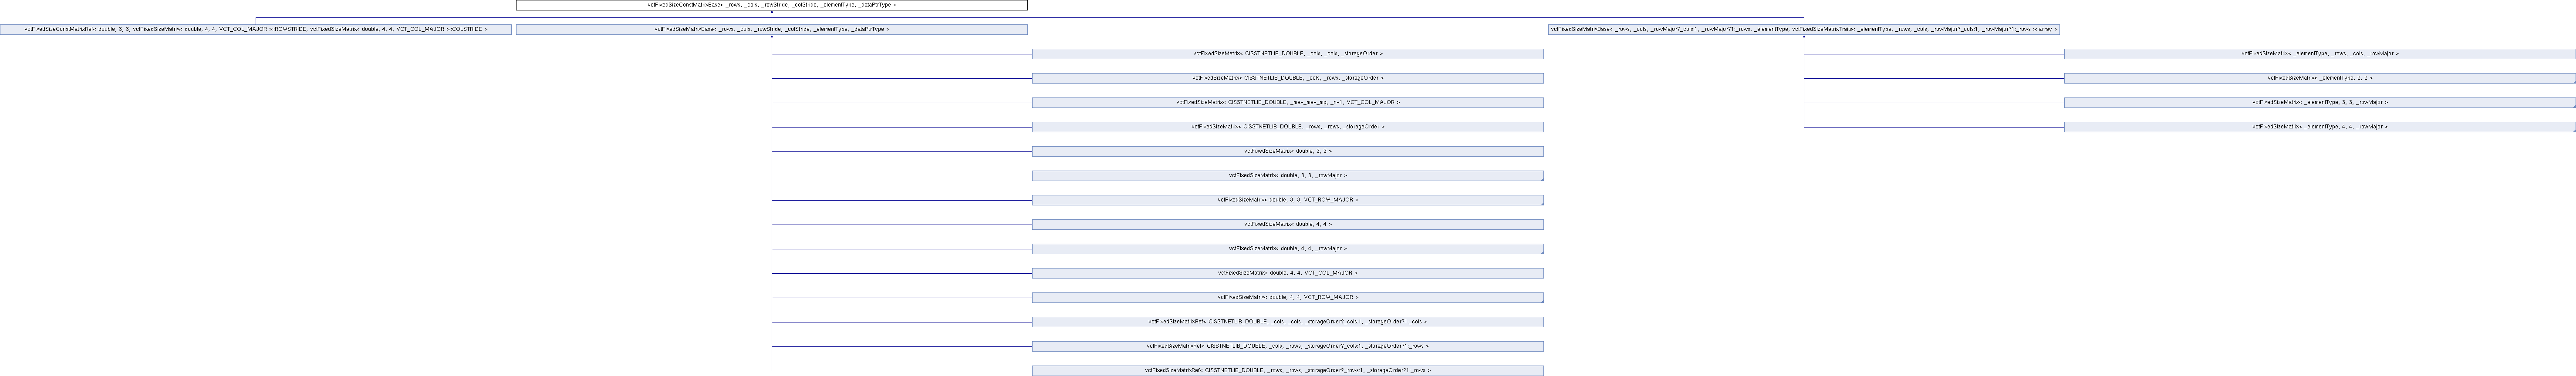 vctFixedSizeConstMatrixBase< _rows, _cols, _rowStride, _colStride, _elementType, _dataPtrType >
vctFixedSizeConstMatrixRef< double, 3, 3, vctFixedSizeMatrix< double, 4, 4, VCT_COL_MAJOR >::ROWSTRIDE, vctFixedSizeMatrix< double, 4, 4, VCT_COL_MAJOR >::COLSTRIDE >
vctFixedSizeMatrixBase< _rows, _cols, _rowStride, _colStride, _elementType, _dataPtrType >
vctFixedSizeMatrixBase< _rows, _cols, _rowMajor?_cols:1, _rowMajor?1:_rows, _elementType, vctFixedSizeMatrixTraits< _elementType, _rows, _cols, _rowMajor?_cols:1, _rowMajor?1:_rows >::array >
vctFixedSizeMatrix< CISSTNETLIB_DOUBLE, _cols, _cols, _storageOrder >
vctFixedSizeMatrix< _elementType, _rows, _cols, _rowMajor >
vctFixedSizeMatrix< CISSTNETLIB_DOUBLE, _cols, _rows, _storageOrder >
vctFixedSizeMatrix< _elementType, 2, 2 >
vctFixedSizeMatrix< CISSTNETLIB_DOUBLE, _ma+_me+_mg, _n+1, VCT_COL_MAJOR >
vctFixedSizeMatrix< _elementType, 3, 3, _rowMajor >
vctFixedSizeMatrix< CISSTNETLIB_DOUBLE, _rows, _rows, _storageOrder >
vctFixedSizeMatrix< _elementType, 4, 4, _rowMajor >
vctFixedSizeMatrix< double, 3, 3 >
vctFixedSizeMatrix< double, 3, 3, _rowMajor >
vctFixedSizeMatrix< double, 3, 3, VCT_ROW_MAJOR >
vctFixedSizeMatrix< double, 4, 4 >
vctFixedSizeMatrix< double, 4, 4, _rowMajor >
vctFixedSizeMatrix< double, 4, 4, VCT_COL_MAJOR >
vctFixedSizeMatrix< double, 4, 4, VCT_ROW_MAJOR >
vctFixedSizeMatrixRef< CISSTNETLIB_DOUBLE, _cols, _cols, _storageOrder?_cols:1, _storageOrder?1:_cols >
vctFixedSizeMatrixRef< CISSTNETLIB_DOUBLE, _cols, _rows, _storageOrder?_cols:1, _storageOrder?1:_rows >
vctFixedSizeMatrixRef< CISSTNETLIB_DOUBLE, _rows, _rows, _storageOrder?_rows:1, _storageOrder?1:_rows >